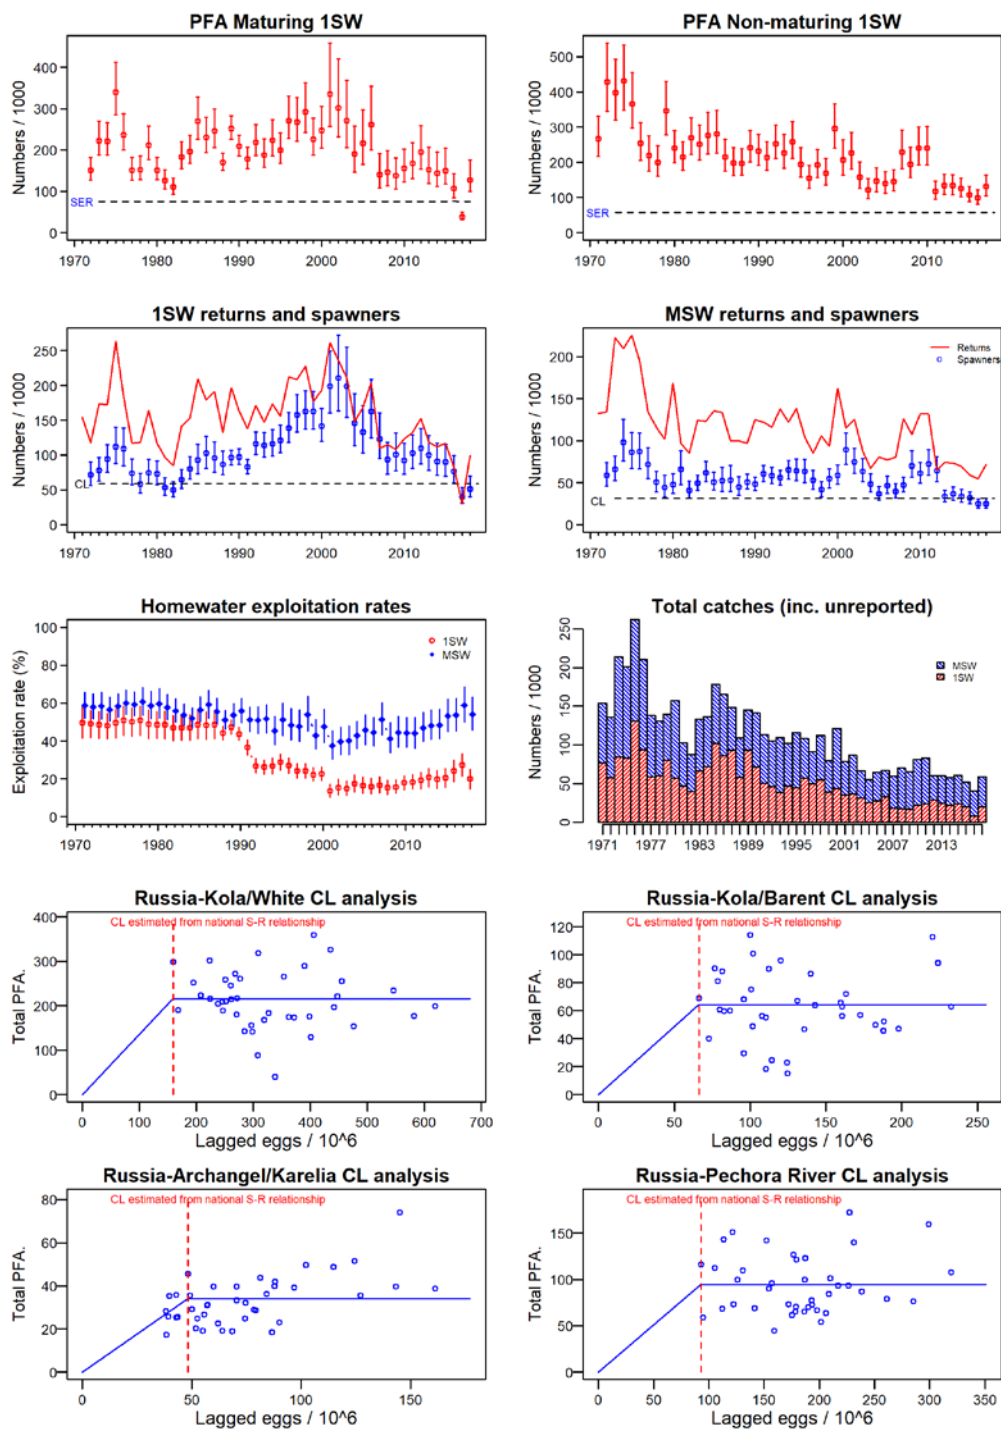 PFA Maturing 1SW
Numbers / 1000
400
300
200
100
0
SER
1970 1980 1990 2000 2010
PFA Non-maturing 1SW
Numbers / 1000
500
400
300
200
100
0
SER
1970 1980 1990 2000 2010
1SW returns and spawners
Numbers / 1000
250
200
150
100
50
0
CL
1970 1980 1990 2000 2010
MSW returns and spawners
Numbers / 1000
200
150
100
50
0
Returns
Spawners
CL
1970 1980 1990 2000 2010
Homewater exploitation rates
Exploitation rate (%)
100
80
60
40
20
0
1SW
MSW
1970 1980 1990 2000 2010
Total catches (inc. unreported)
Numbers / 1000
250
200
150
100
50
0
MSW
1SW
1971 1977 1983 1989 1995 2001 2007 2013
Russia-Kola/White CL analysis
CL estimated from national S-R relationship
Total PFA.
400
300
200
100
0
0 100 200 300 400 500 600 700
Lagged eggs / 10^6
Russia-Kola/Barent CL analysis
CL estimated from national S-R relationship
Total PFA.
120
100
80
60
40
20
0
0 50 100 150 200 250
Lagged eggs / 10^6
Russia-Archangel/Karelia CL analysis
CL estimated from national S-R relationship
Total PFA.
80
60
40
20
0
0 50 100 150
Lagged eggs / 10^6
Russia-Pechora River CL analysis
CL estimated from national S-R relationship
Total PFA.
150
100
50
0
0 50 100 150 200 250 300 350
Lagged eggs / 10^6